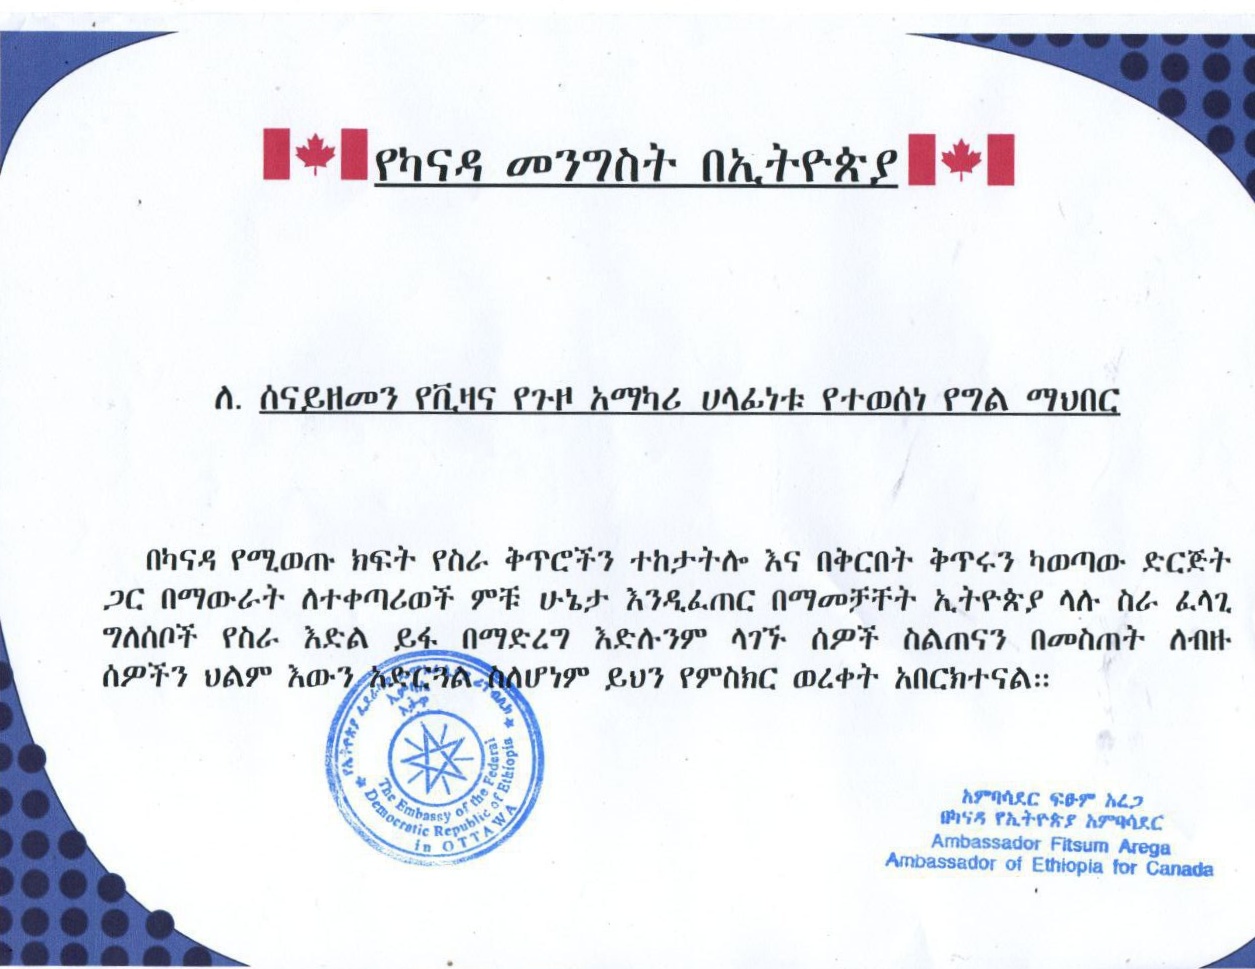 የካናዳ መንግስት በኢትዮጵያ
ለ. ሰናይዘመን የቪዛና የጉዞ አማካሪ ሀላፊነቱ የተወሰነ የግል ማህበር
በካናዳ የሚወጡ ክፍት የስራ ቅጥሮችን ተከታትሎ እና በቅርበት ቅጥሩን ካወጣው ድርጅት
ጋር በማውራት ለተቀጣሪወች ምቹ ሁኔታ እንዲፈጠር በማመቻቸት ኢትዮጵያ ላሉ ስራ ፈላጊ
ግለሰቦች የስራ እድል ይፋ በማድረግ እድሉንም ላገኙ ሰዎች ስልጠናን በመስጠት ለብዙ
ሰዎችን ህልም እውን አድርጓል ስለሆነም ይህን የምስክር ወረቀት አበርክተናል።
The Embassy of the Federal
Democratic Republic of Ethiopia
in OTTAWA
አምባሳደር ፍፁም አረጋ
በካናዳ የኢትዮጵያ አምባሳደር
Ambassador Fitsum Arega
Ambassador of Ethiopia for Canada